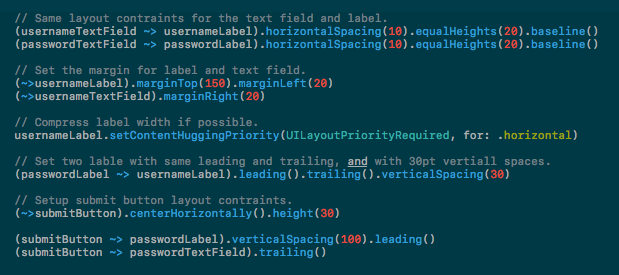 // Same layout contraints for the text field and label.
(usernameTextField ~> usernameLabel).horizontalSpacing(10).equalHeights(20).baseline()
(passwordTextField ~> passwordLabel).horizontalSpacing(10).equalHeights(20).baseline()
// Set the margin for label and text field.
(~>usernameLabel).marginTop(150).marginLeft(20)
(~>usernameTextField).marginRight(20)
// Compress label width if possible.
usernameLabel.setContentHuggingPriority(UILayoutPriorityRequired, for: .horizontal)
// Set two lable with same leading and trailing, and with 30pt vertiall spaces.
(passwordLabel ~> usernameLabel).leading().trailing().verticalSpacing(30)
// Setup submit button layout contraints.
(~>submitButton).centerHorizontally().height(30)
(submitButton ~> passwordLabel).verticalSpacing(100).leading()
(submitButton ~> passwordTextField).trailing()